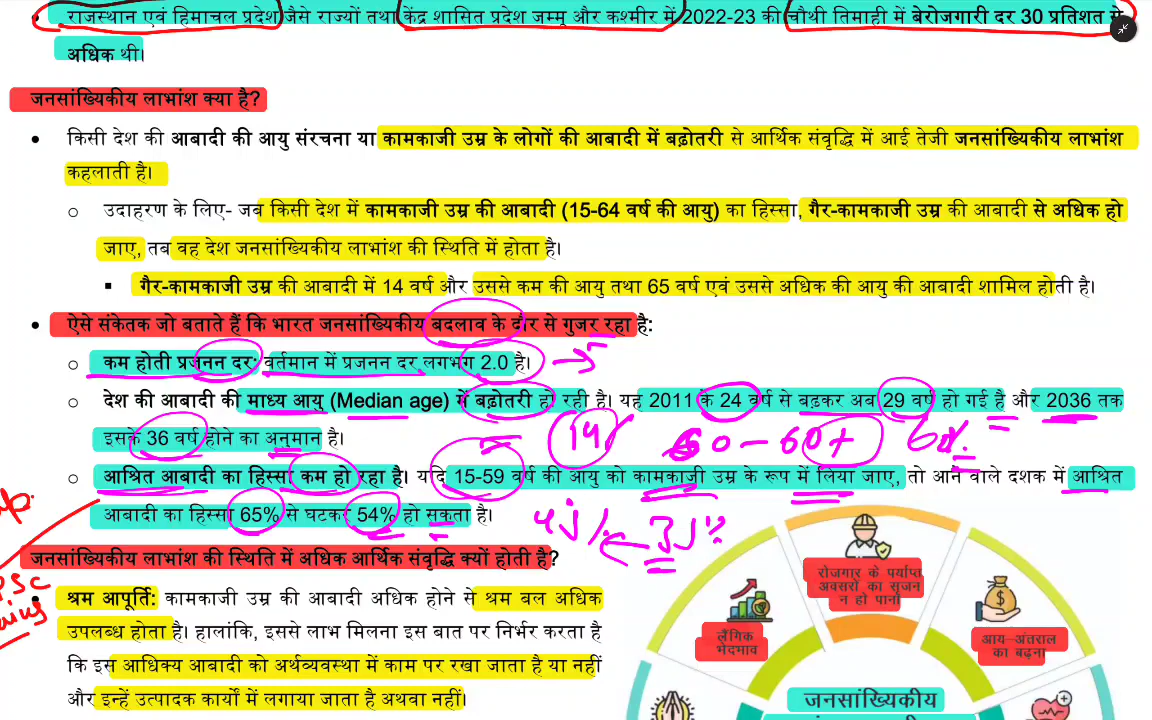 राजस्थान एवं हिमाचल प्रदेश जैसे राज्यों तथा केंद्र शासित प्रदेश जम्मू और कश्मीर में 2022-23 की चौथी तिमाही में बेरोजगारी दर 30 प्रतिशत से
अधिक थी।
जनसांख्यिकीय लाभांश क्या है?
• किसी देश की आबादी की आयु संरचना या कामकाजी उम्र के लोगों की आबादी में बढ़ोतरी से आर्थिक संवृद्धि में आई तेजी जनसांख्यिकीय लाभांश
कहलाती है।
o उदाहरण के लिए- जब किसी देश में कामकाजी उम्र की आबादी (15-64 वर्ष की आयु) का हिस्सा, गैर-कामकाजी उम्र की आबादी से अधिक हो
जाए, तब वह देश जनसांख्यिकीय लाभांश की स्थिति में होता है।
▪ गैर-कामकाजी उम्र की आबादी में 14 वर्ष और उससे कम की आयु तथा 65 वर्ष एवं उससे अधिक की आयु की आबादी शामिल होती है।
• ऐसे संकेतक जो बताते हैं कि भारत जनसांख्यिकीय बदलाव के दौर से गुजर रहा है:
o कम होती प्रजनन दर: वर्तमान में प्रजनन दर लगभग 2.0 है।
o देश की आबादी की माध्य आयु (Median age) में बढ़ोतरी हो रही है। यह 2011 के 24 वर्ष से बढ़कर अब 29 वर्ष हो गई है और 2036 तक
इसके 36 वर्ष होने का अनुमान है।
o आश्रित आबादी का हिस्सा कम हो रहा है। यदि 15-59 वर्ष की आयु को कामकाजी उम्र के रूप में लिया जाए, तो आने वाले दशक में आश्रित
आबादी का हिस्सा 65% से घटकर 54% हो सकता है।
जनसांख्यिकीय लाभांश की स्थिति में अधिक आर्थिक संवृद्धि क्यों होती है?
श्रम आपूर्ति: कामकाजी उम्र की आबादी अधिक होने से श्रम बल अधिक
उपलब्ध होता है। हालांकि, इससे लाभ मिलना इस बात पर निर्भर करता है
कि इस आधिक्य आबादी को अर्थव्यवस्था में काम पर रखा जाता है या नहीं
और इन्हें उत्पादक कार्यों में लगाया जाता है अथवा नहीं।
रोजगार के पर्याप्त
अवसरों का सृजन
न हो पाना
लैंगिक
भेदभाव
आय-अंतराल
का बढ़ना
जनसांख्यिकीय